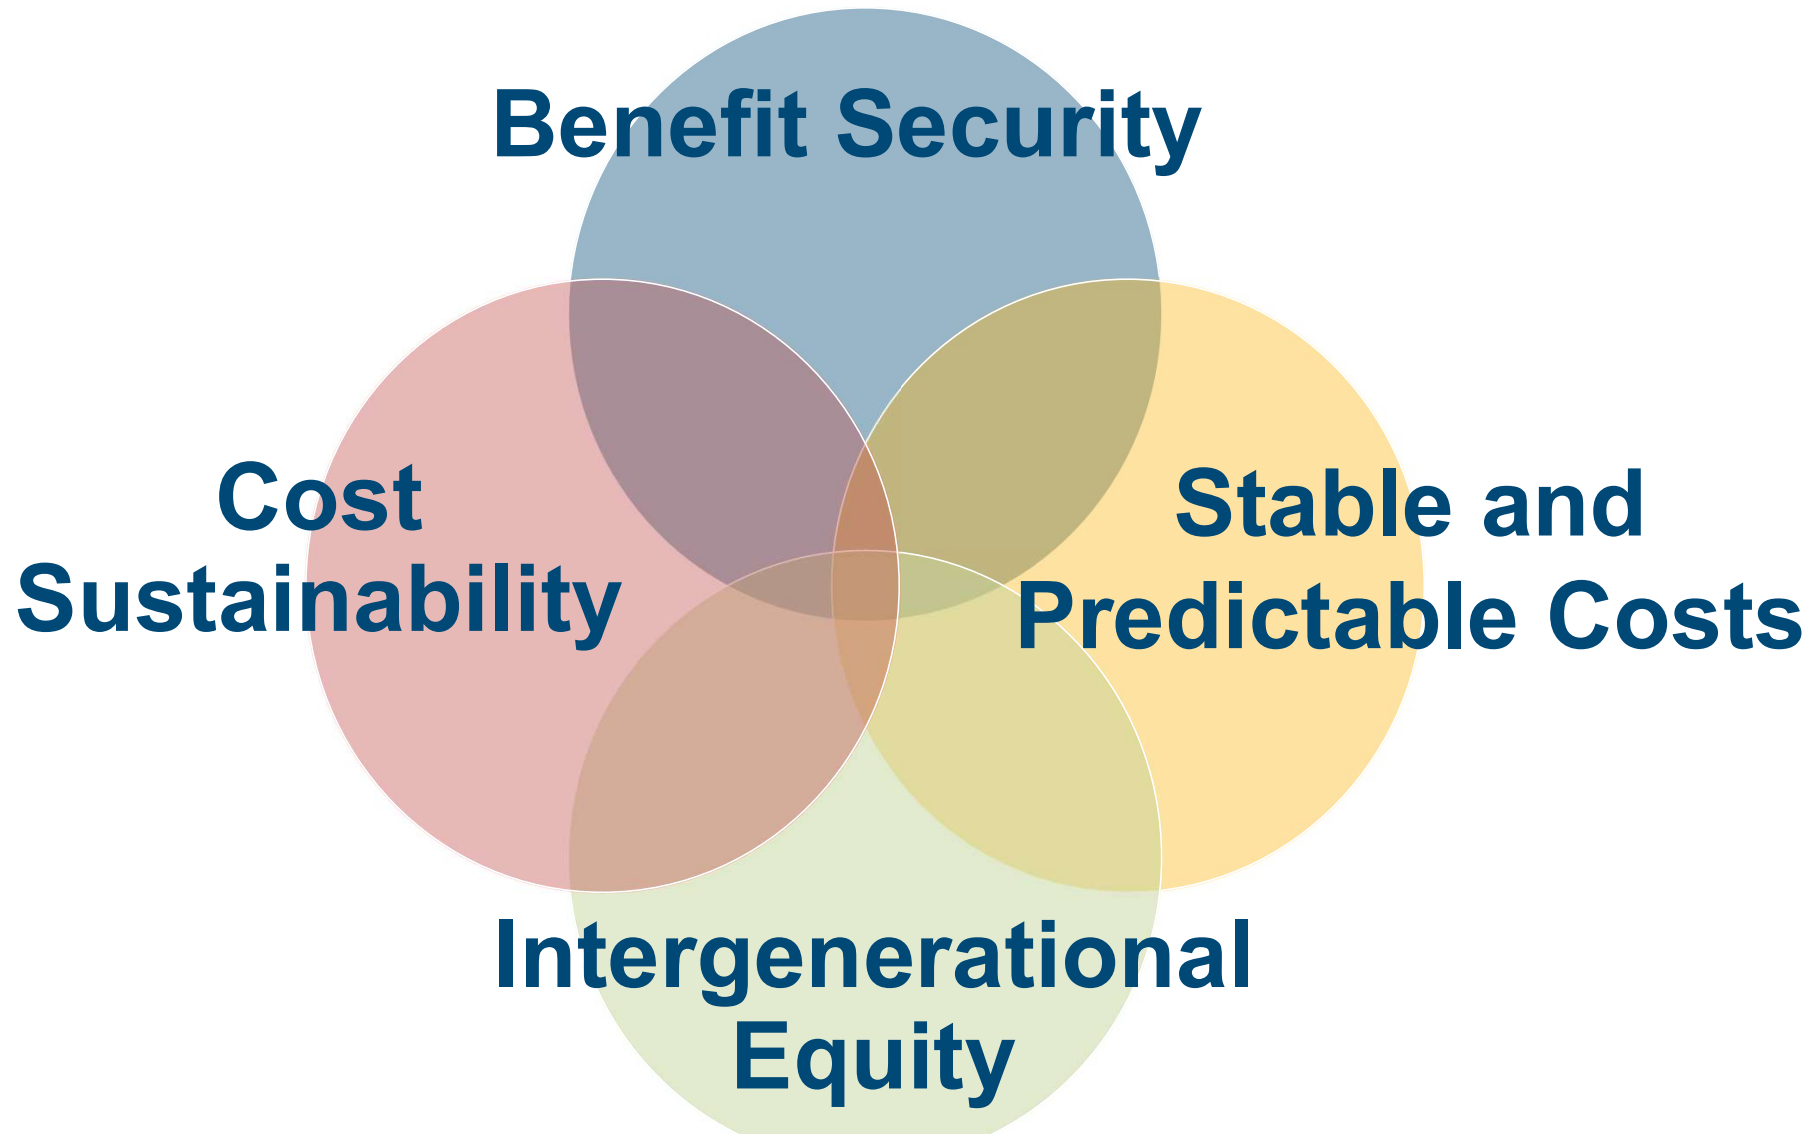 Benefit Security
Cost
Sustainability
Stable and
Predictable Costs
Intergenerational
Equity